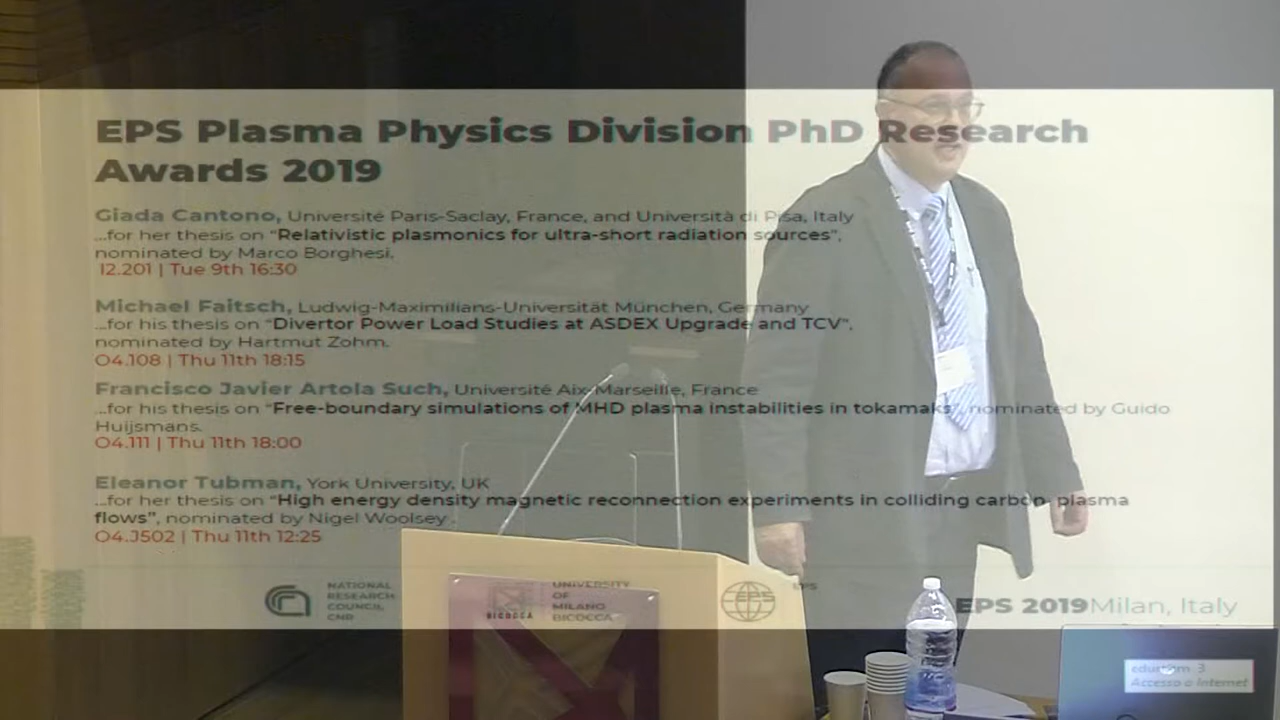 EPS Plasma Physics Division PhD Research
Awards 2019
Giada Cantono, Université Paris-Saclay, France, and Università di Pisa, Italy
...for her thesis on "Relativistic plasmonics for ultra-short radiation sources",
nominated by Marco Borghesi.
I2.201 | Tue 9th 16:30
Michael Faitsch, Ludwig-Maximilians-Universität München, Germany
...for his thesis on "Divertor Power Load Studies at ASDEX Upgrade and TCV",
nominated by Hartmut Zohm.
O4.108 | Thu 11th 18:15
Francisco Javier Artola Such, Université Aix-Marseille, France
...for his thesis on "Free-boundary simulations of MHD plasma instabilities in tokamaks", nominated by Guido
Huijsmans.
O4.111 | Thu 11th 18:00
Eleanor Tubman, York University, UK
...for her thesis on "High energy density magnetic reconnection experiments in colliding carbon plasma
flows", nominated by Nigel Woolsey.
O4.J502 | Thu 11th 12:25
NATIONAL
RESEARCH
COUNCIL
CNR
BICOCCA
UNIVERSITY
OF
MILANO
BICOCCA
EPS
EPS
EPS 2019 Milan, Italy
Accesso a Internet